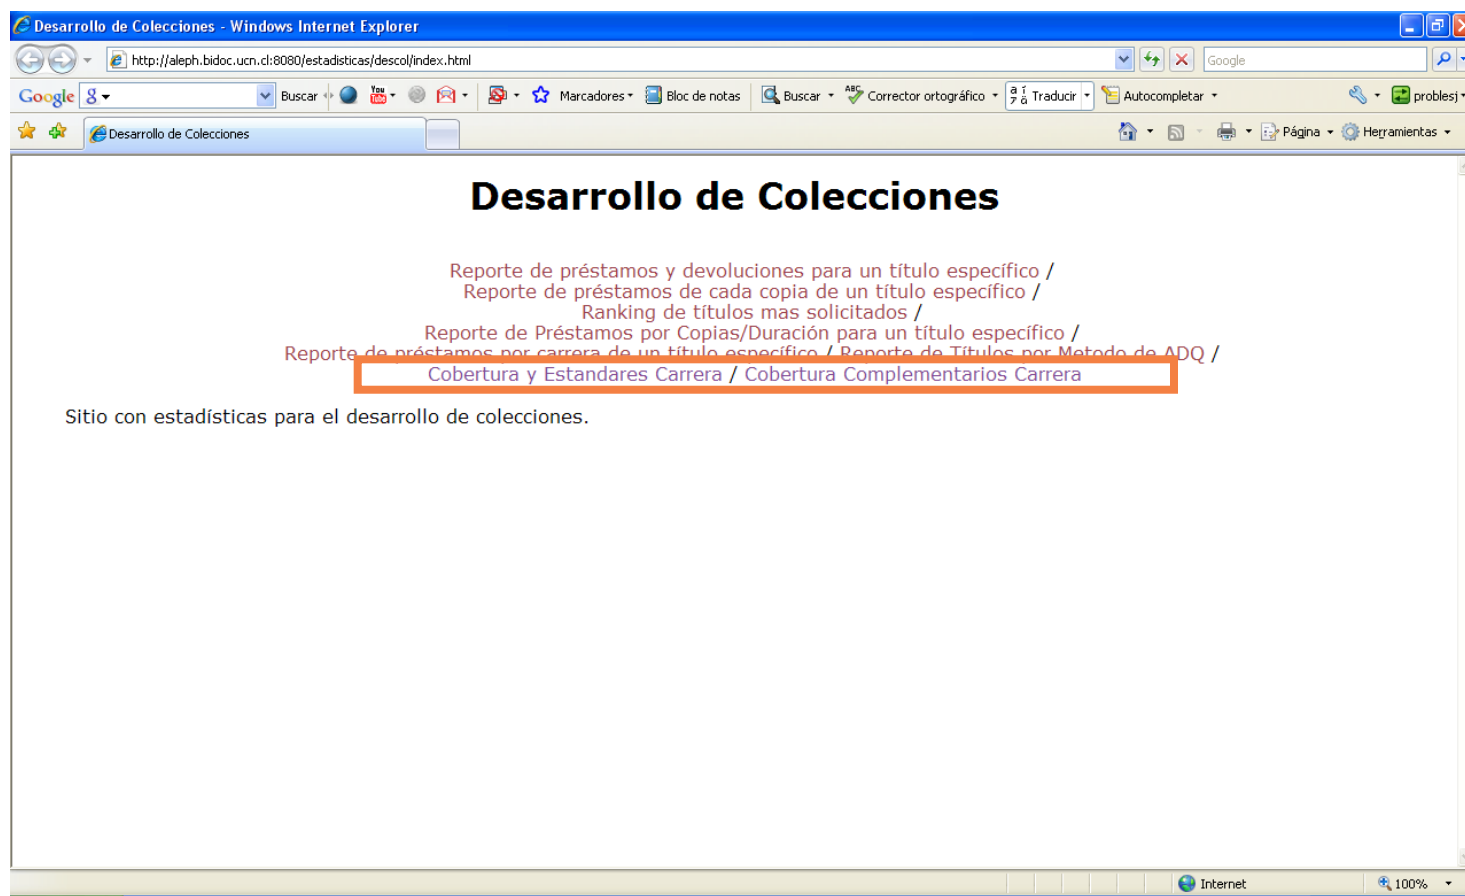 Desarrollo de Colecciones - Windows Internet Explorer
http://aleph.bidoc.ucn.cl:8080/estadisticas/descol/index.html
Google
Google Buscar Marcadores Bloc de notas Buscar ABC Corrector ortográfico Traducir Autocompletar problesj
Desarrollo de Colecciones Página Herramientas
Desarrollo de Colecciones
Reporte de préstamos y devoluciones para un título específico /
Reporte de préstamos de cada copia de un título específico /
Ranking de títulos mas solicitados /
Reporte de Préstamos por Copias/Duración para un título específico /
Reporte de préstamos por carrera de un título específico / Reporte de Títulos por Metodo de ADQ /
Cobertura y Estandares Carrera / Cobertura Complementarios Carrera
Sitio con estadísticas para el desarrollo de colecciones.
Internet 100%